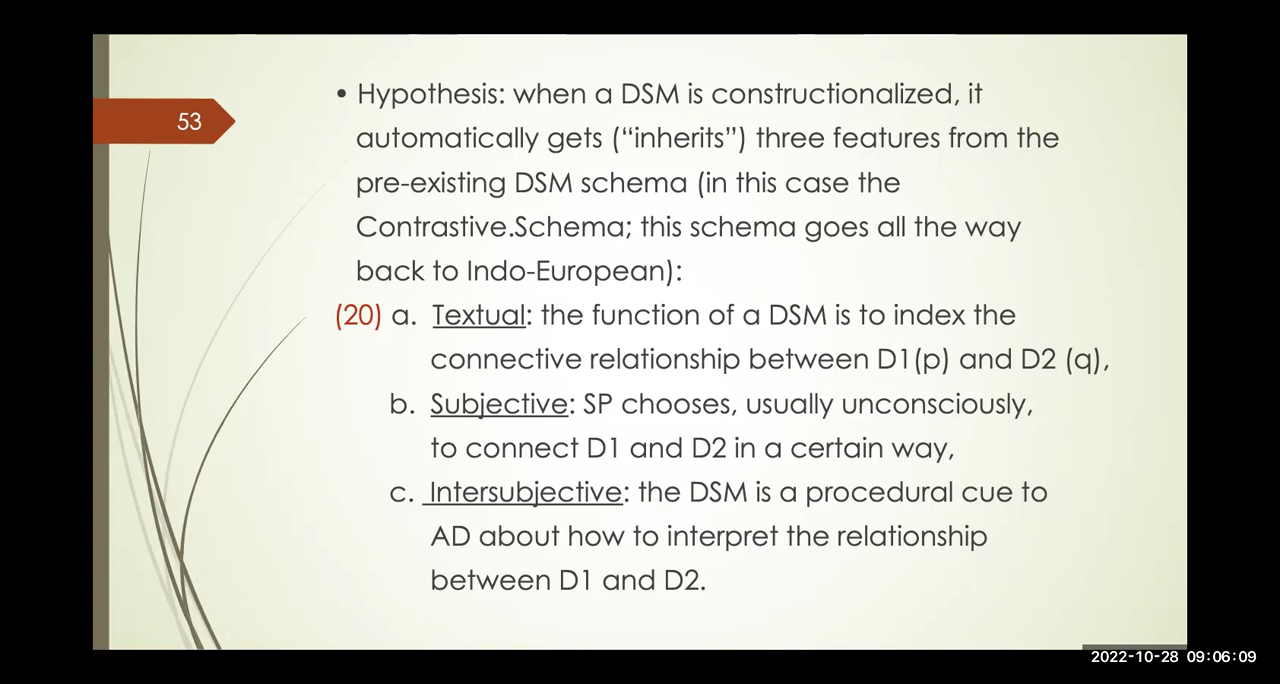 53
• Hypothesis: when a DSM is constructionalized, it
automatically gets (“inherits”) three features from the
pre-existing DSM schema (in this case the
Contrastive.Schema; this schema goes all the way
back to Indo-European):
(20) a. Textual: the function of a DSM is to index the
connective relationship between D1(p) and D2 (q),
b. Subjective: SP chooses, usually unconsciously,
to connect D1 and D2 in a certain way,
c. Intersubjective: the DSM is a procedural cue to
AD about how to interpret the relationship
between D1 and D2.
2022-10-28 09:06:09